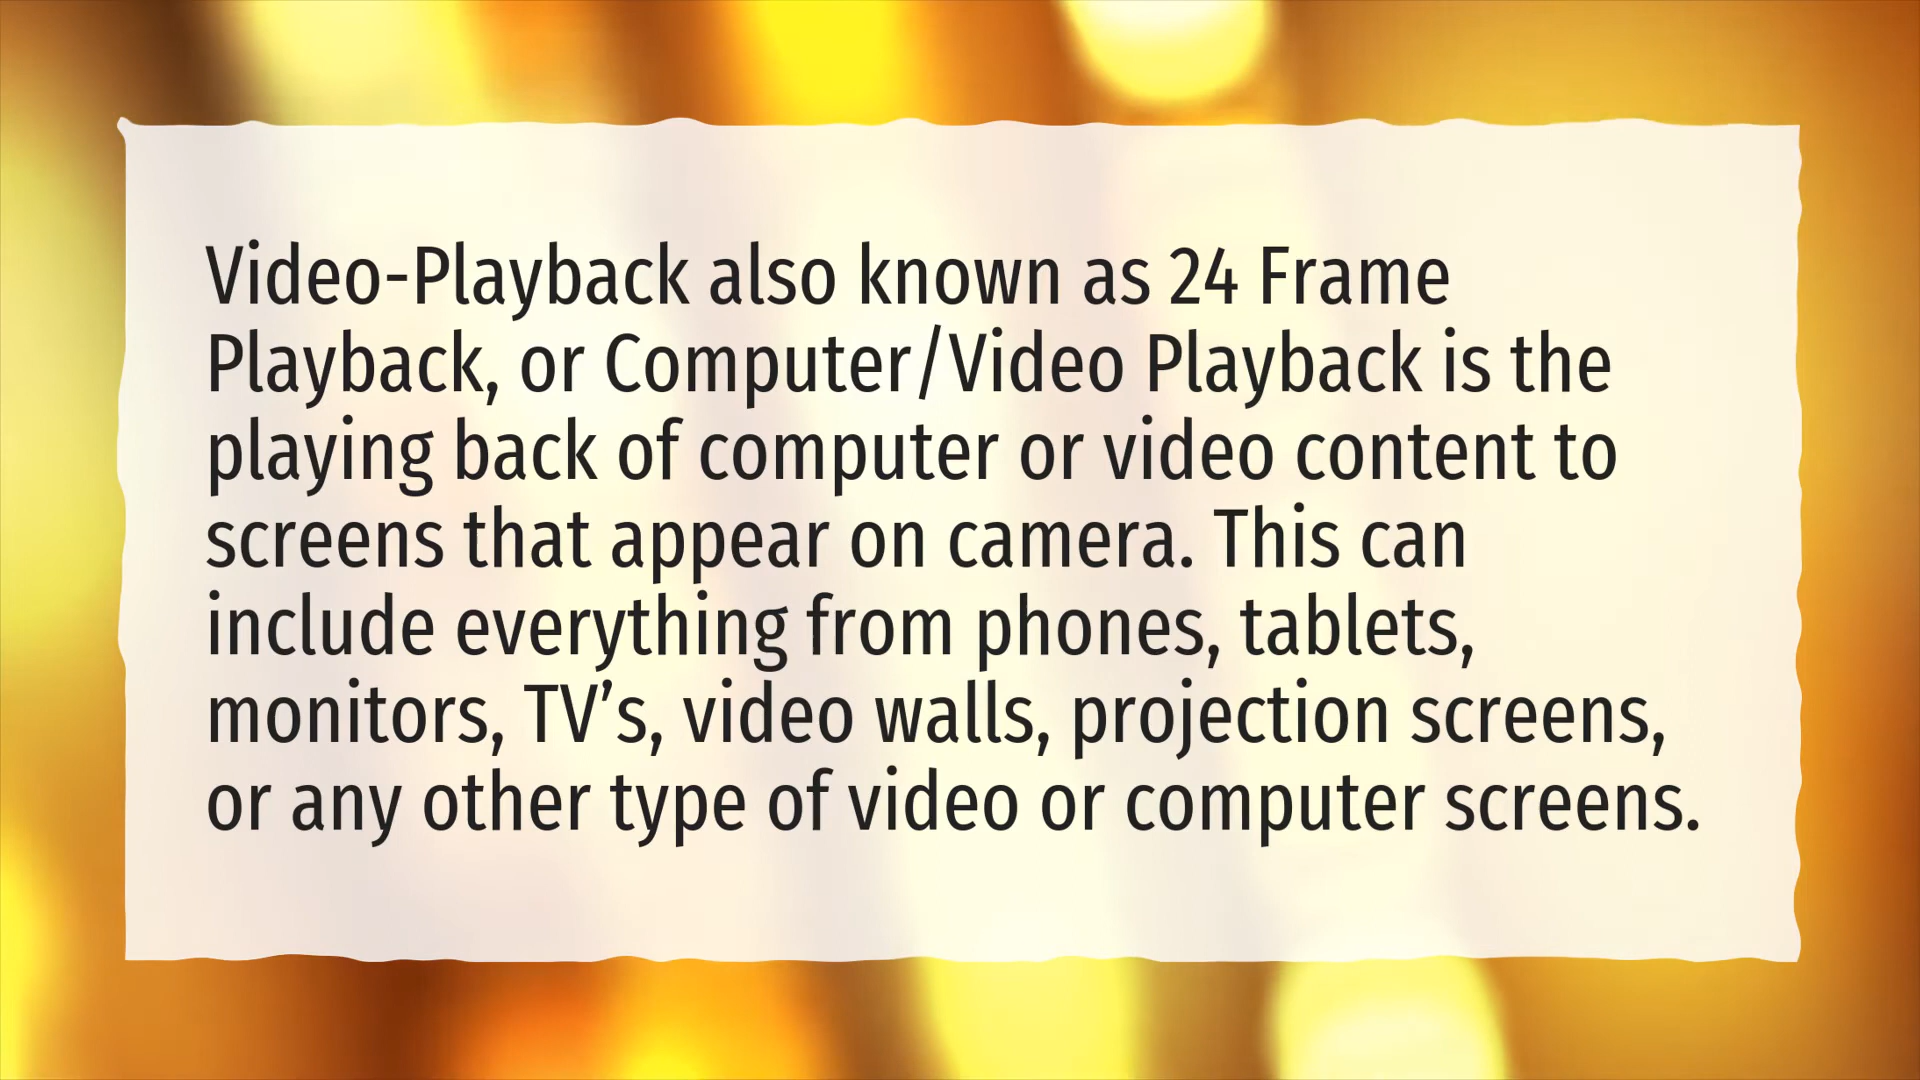 Video-Playback also known as 24 Frame
Playback, or Computer/Video Playback is the
playing back of computer or video content to
screens that appear on camera. This can
include everything from phones, tablets,
monitors, TV’s, video walls, projection screens,
or any other type of video or computer screens.